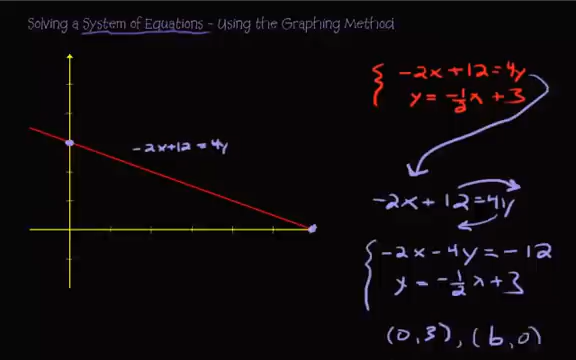 Solving a System of Equations - Using the Graphing Method
-2x+12=4y
y=-1/2x+3
-2x+12=4y
-2x+12=4y
-2x-4y=-12
y=-1/2x+3
(0,3),(6,0)